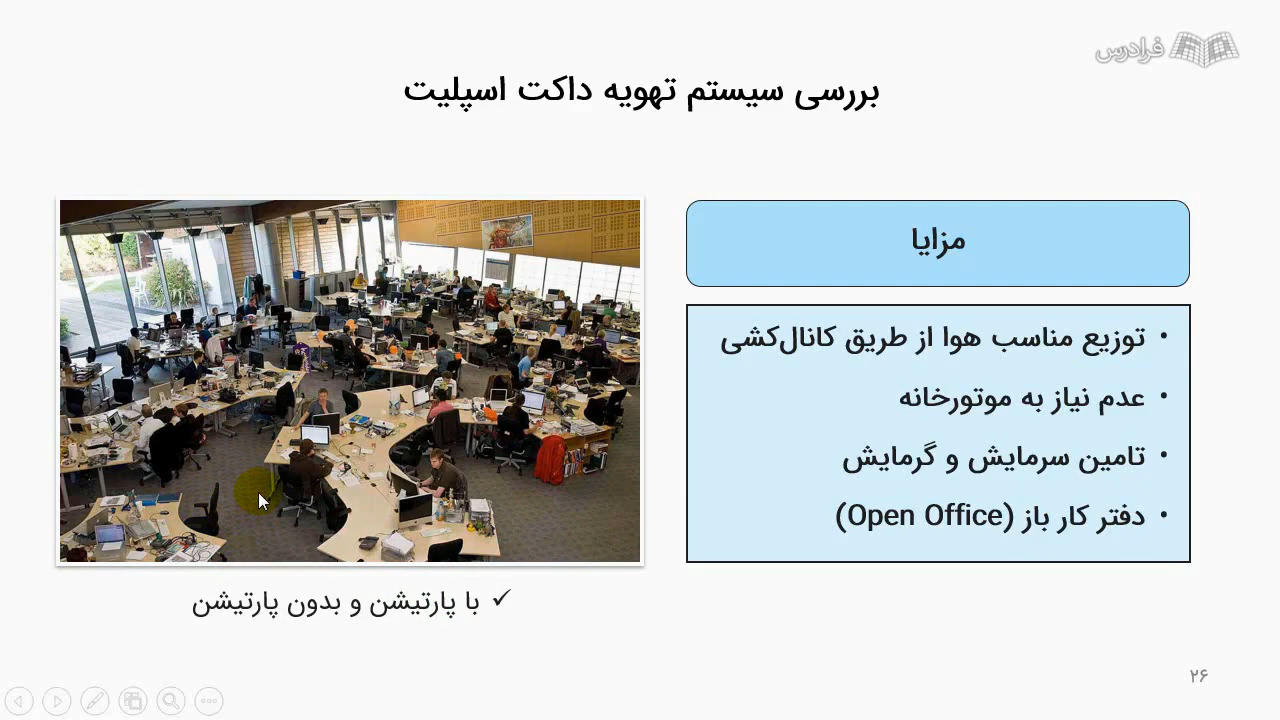 فرادرس
بررسی سیستم تهویه داکت اسپلیت
مزایا
• توزیع مناسب هوا از طریق کانال‌کشی
• عدم نیاز به موتورخانه
• تامین سرمایش و گرمایش
• دفتر کار باز (Open Office)
✓ با پارتیشن و بدون پارتیشن
۲۶